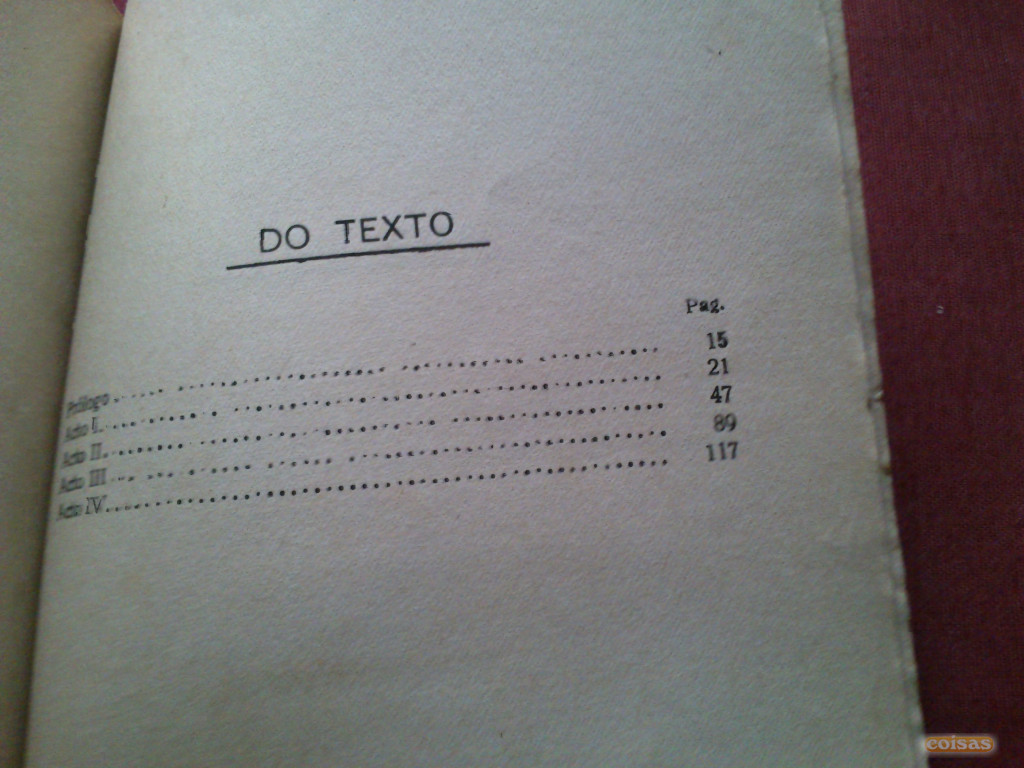 DO TEXTO
Pag.
Prólogo ..... 15
Acto I ..... 21
Acto II ..... 47
Acto III ..... 89
Acto IV ..... 117
coisas